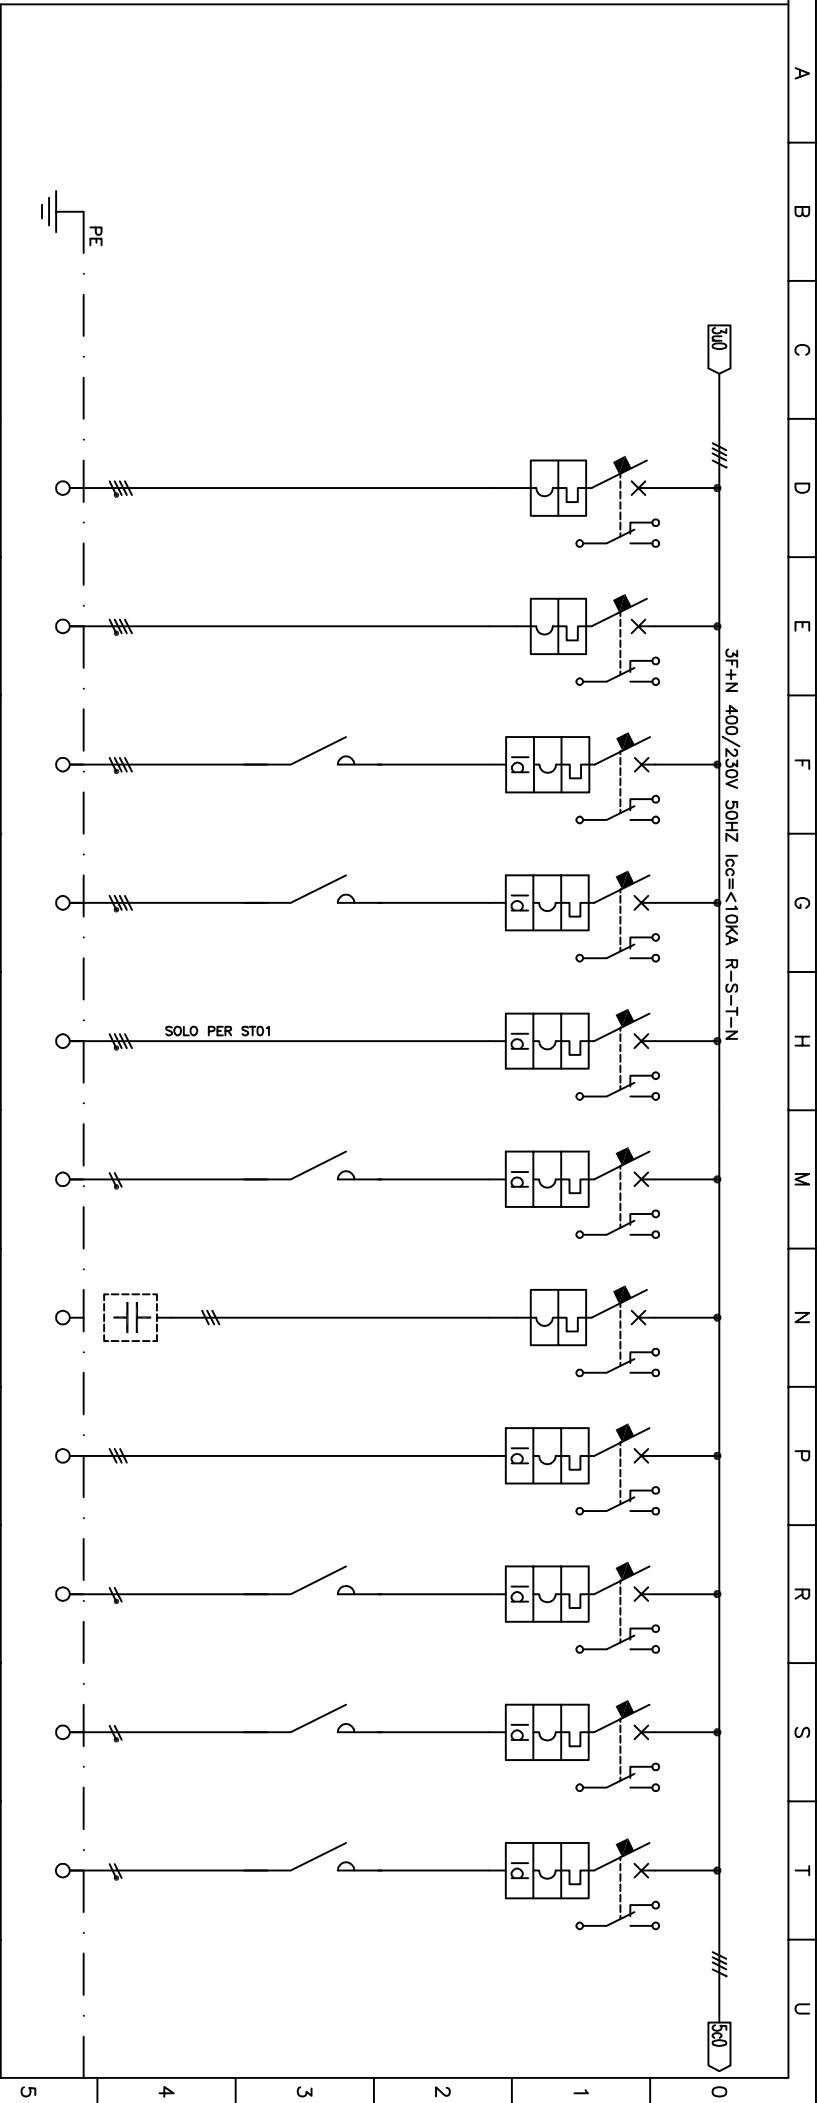 A B C D E F G H M N P R S T U
3u0
3F+N 400/230V 50HZ Icc=<10KA R-S-T-N
5c0
0
1
Id Id Id Id Id Id Id Id
2
3
SOLO PER ST01
4
PE
5